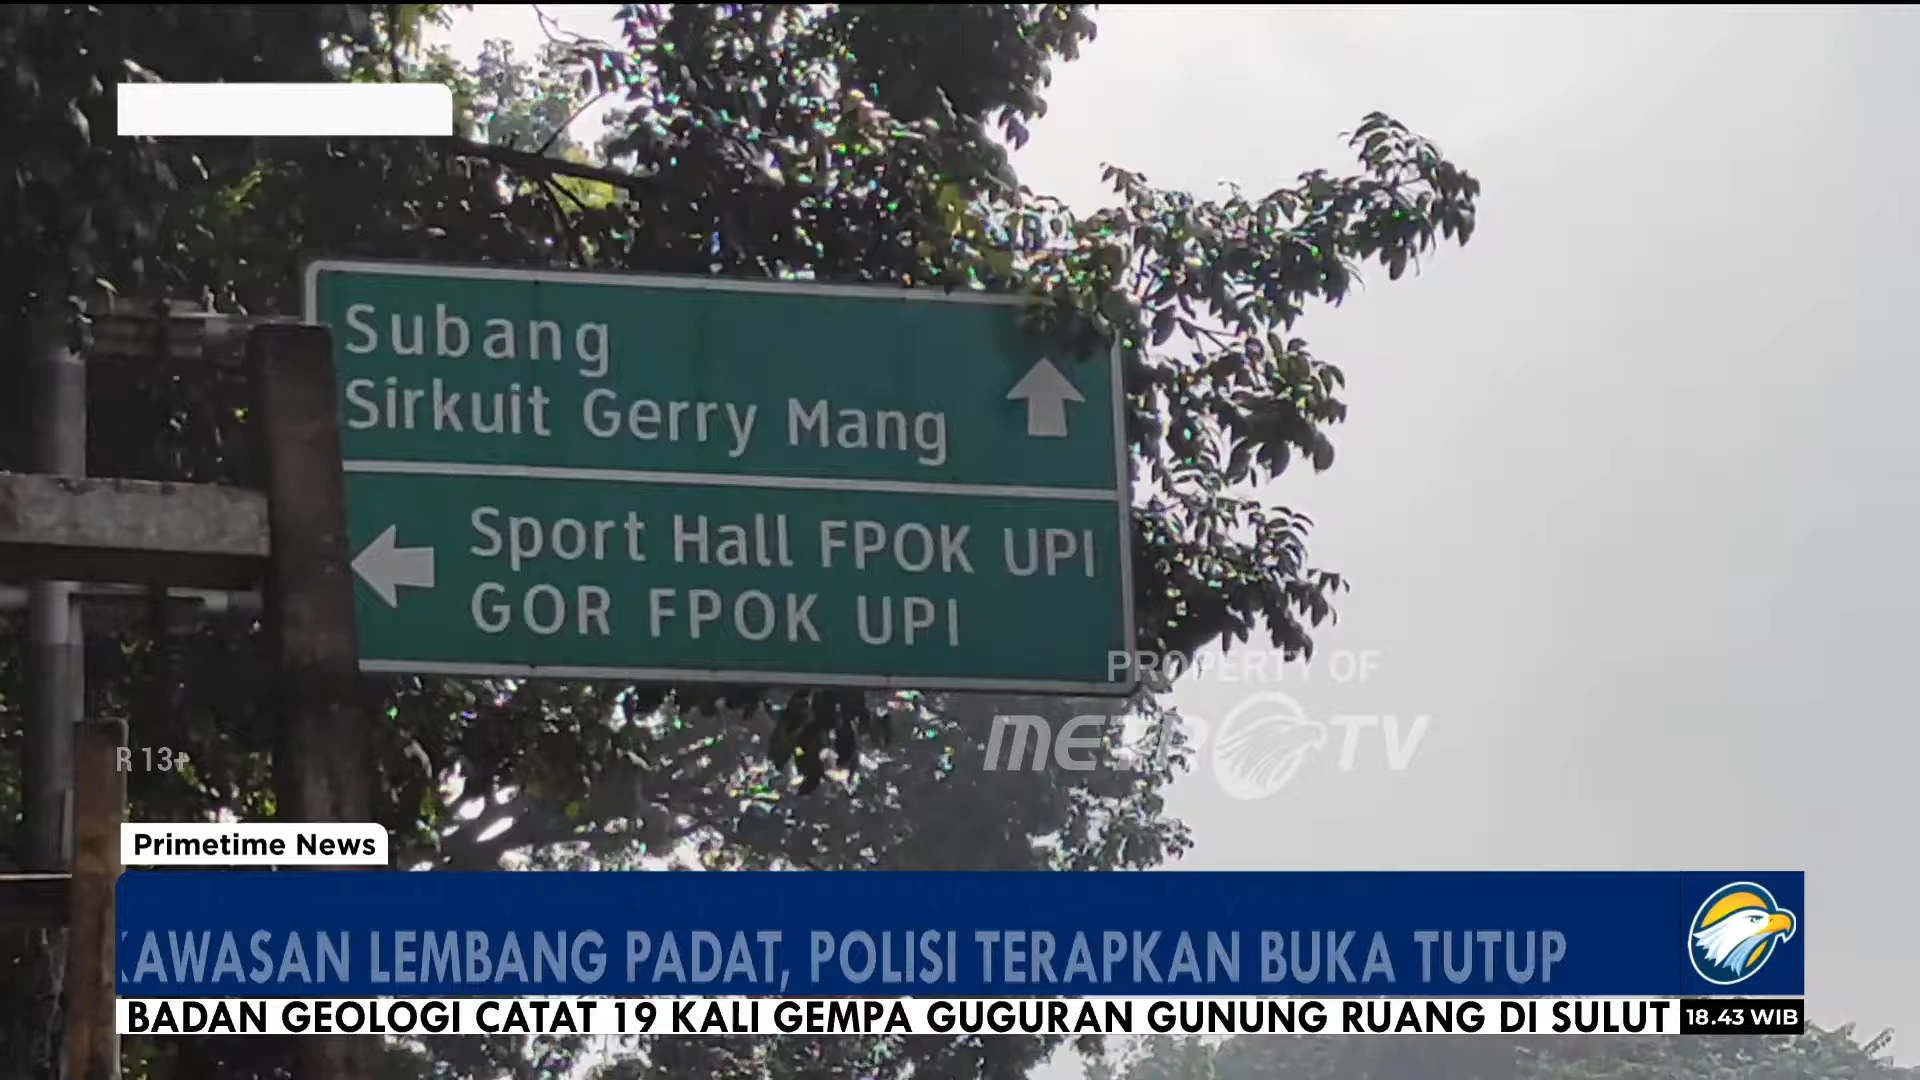 Subang
Sirkuit Gerry Mang
Sport Hall FPOK UPI
GOR FPOK UPI
PROPERTY OF
METRO TV
R 13+
Primetime News
KAWASAN LEMBANG PADAT, POLISI TERAPKAN BUKA TUTUP
BADAN GEOLOGI CATAT 19 KALI GEMPA GUGURAN GUNUNG RUANG DI SULUT
18.43 WIB